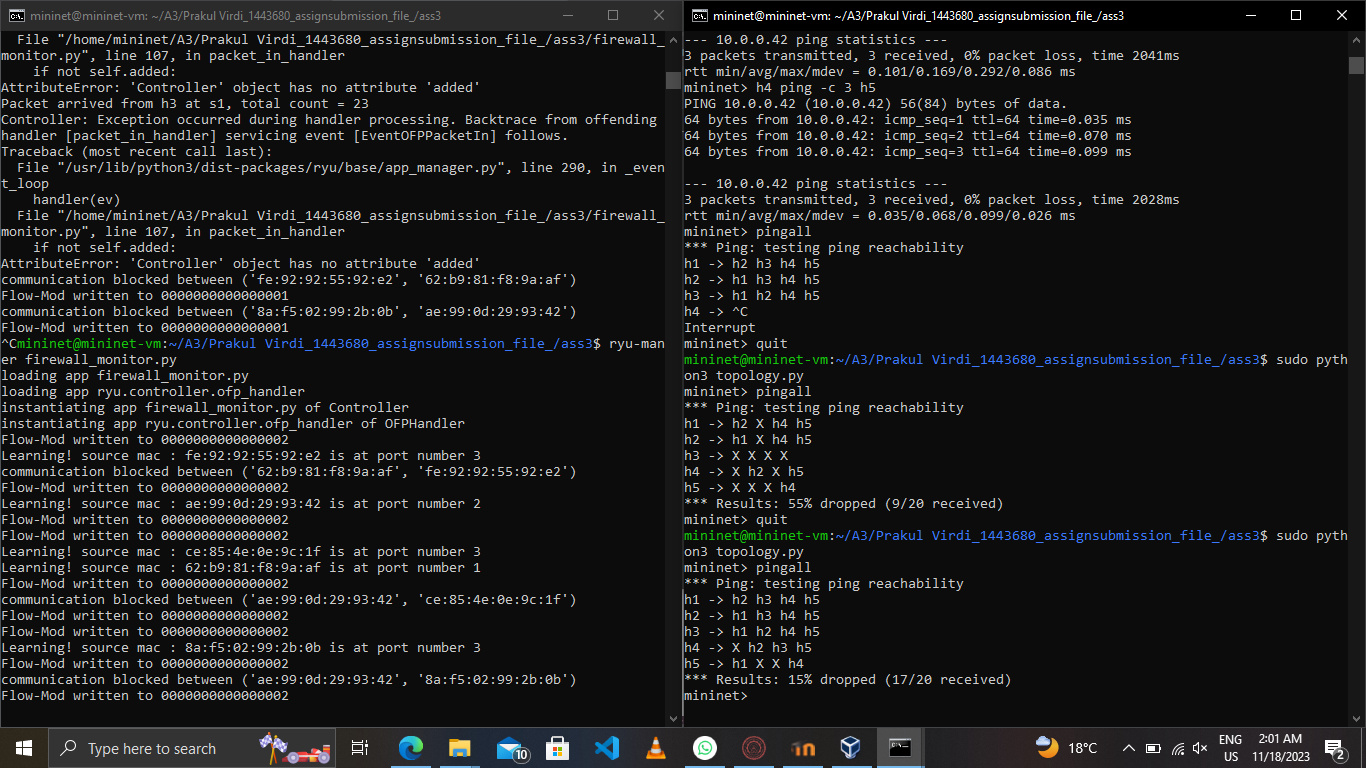 mininet@mininet-vm: ~/A3/Prakul Virdi_1443680_assignsubmission_file_/ass3
  File "/home/mininet/A3/Prakul Virdi_1443680_assignsubmission_file_/ass3/firewall_
monitor.py", line 107, in packet_in_handler
    if not self.added:
AttributeError: 'Controller' object has no attribute 'added'
Packet arrived from h3 at s1, total count = 23
Controller: Exception occurred during handler processing. Backtrace from offending
handler [packet_in_handler] servicing event [EventOFPPacketIn] follows.
Traceback (most recent call last):
  File "/usr/lib/python3/dist-packages/ryu/base/app_manager.py", line 290, in _even
t_loop
    handler(ev)
  File "/home/mininet/A3/Prakul Virdi_1443680_assignsubmission_file_/ass3/firewall_
monitor.py", line 107, in packet_in_handler
    if not self.added:
AttributeError: 'Controller' object has no attribute 'added'
communication blocked between ('fe:92:92:55:92:e2', '62:b9:81:f8:9a:af')
Flow-Mod written to 0000000000000001
communication blocked between ('8a:f5:02:99:2b:0b', 'ae:99:0d:29:93:42')
Flow-Mod written to 0000000000000001
^Cmininet@mininet-vm:~/A3/Prakul Virdi_1443680_assignsubmission_file_/ass3$ ryu-man
er firewall_monitor.py
loading app firewall_monitor.py
loading app ryu.controller.ofp_handler
instantiating app firewall_monitor.py of Controller
instantiating app ryu.controller.ofp_handler of OFPHandler
Flow-Mod written to 0000000000000002
Learning! source mac : fe:92:92:55:92:e2 is at port number 3
communication blocked between ('62:b9:81:f8:9a:af', 'fe:92:92:55:92:e2')
Flow-Mod written to 0000000000000002
Learning! source mac : ae:99:0d:29:93:42 is at port number 2
Flow-Mod written to 0000000000000002
Flow-Mod written to 0000000000000002
Learning! source mac : ce:85:4e:0e:9c:1f is at port number 3
Learning! source mac : 62:b9:81:f8:9a:af is at port number 1
Flow-Mod written to 0000000000000002
communication blocked between ('ae:99:0d:29:93:42', 'ce:85:4e:0e:9c:1f')
Flow-Mod written to 0000000000000002
Flow-Mod written to 0000000000000002
Learning! source mac : 8a:f5:02:99:2b:0b is at port number 3
Flow-Mod written to 0000000000000002
communication blocked between ('ae:99:0d:29:93:42', '8a:f5:02:99:2b:0b')
Flow-Mod written to 0000000000000002
mininet@mininet-vm: ~/A3/Prakul Virdi_1443680_assignsubmission_file_/ass3
--- 10.0.0.42 ping statistics ---
3 packets transmitted, 3 received, 0% packet loss, time 2041ms
rtt min/avg/max/mdev = 0.101/0.169/0.292/0.086 ms
mininet> h4 ping -c 3 h5
PING 10.0.0.42 (10.0.0.42) 56(84) bytes of data.
64 bytes from 10.0.0.42: icmp_seq=1 ttl=64 time=0.035 ms
64 bytes from 10.0.0.42: icmp_seq=2 ttl=64 time=0.070 ms
64 bytes from 10.0.0.42: icmp_seq=3 ttl=64 time=0.099 ms
--- 10.0.0.42 ping statistics ---
3 packets transmitted, 3 received, 0% packet loss, time 2028ms
rtt min/avg/max/mdev = 0.035/0.068/0.099/0.026 ms
mininet> pingall
*** Ping: testing ping reachability
h1 -> h2 h3 h4 h5
h2 -> h1 h3 h4 h5
h3 -> h1 h2 h4 h5
h4 -> ^C
Interrupt
mininet> quit
mininet@mininet-vm:~/A3/Prakul Virdi_1443680_assignsubmission_file_/ass3$ sudo pyth
on3 topology.py
mininet> pingall
*** Ping: testing ping reachability
h1 -> h2 X h4 h5
h2 -> h1 X h4 h5
h3 -> X X X X
h4 -> X h2 X h5
h5 -> X X X h4
*** Results: 55% dropped (9/20 received)
mininet> quit
mininet@mininet-vm:~/A3/Prakul Virdi_1443680_assignsubmission_file_/ass3$ sudo pyth
on3 topology.py
mininet> pingall
*** Ping: testing ping reachability
h1 -> h2 h3 h4 h5
h2 -> h1 h3 h4 h5
h3 -> h1 h2 h4 h5
h4 -> X h2 h3 h5
h5 -> h1 X X h4
*** Results: 15% dropped (17/20 received)
mininet>
Type here to search
10
18°C
ENG
US
2:01 AM
11/18/2023
2